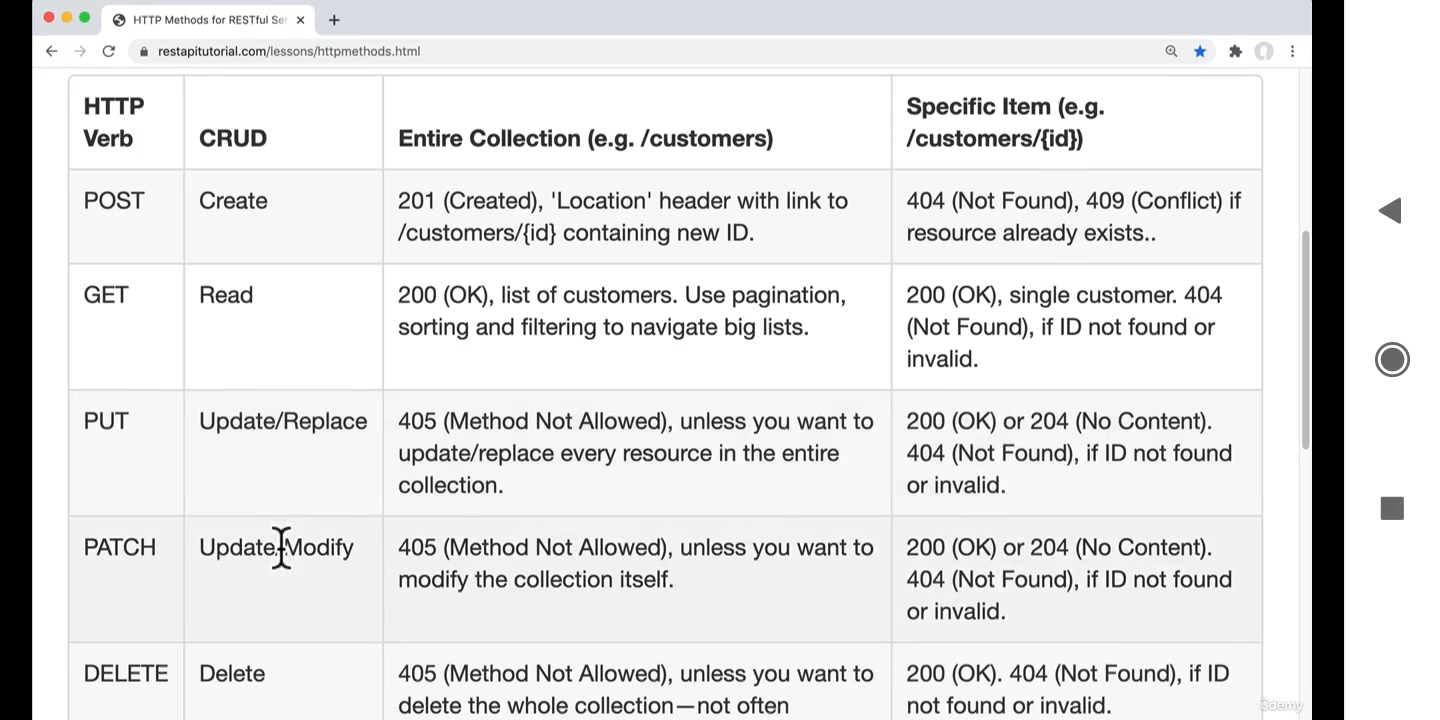 HTTP Methods for RESTful Ser
restapitutorial.com/lessons/httpmethods.html
HTTP
Verb
CRUD
Entire Collection (e.g. /customers)
Specific Item (e.g.
/customers/{id})
POST
Create
201 (Created), 'Location' header with link to
/customers/{id} containing new ID.
404 (Not Found), 409 (Conflict) if
resource already exists..
GET
Read
200 (OK), list of customers. Use pagination,
sorting and filtering to navigate big lists.
200 (OK), single customer. 404
(Not Found), if ID not found or
invalid.
PUT
Update/Replace
405 (Method Not Allowed), unless you want to
update/replace every resource in the entire
collection.
200 (OK) or 204 (No Content).
404 (Not Found), if ID not found
or invalid.
PATCH
Update/Modify
405 (Method Not Allowed), unless you want to
modify the collection itself.
200 (OK) or 204 (No Content).
404 (Not Found), if ID not found
or invalid.
DELETE
Delete
405 (Method Not Allowed), unless you want to
delete the whole collection—not often
200 (OK). 404 (Not Found), if ID
not found or invalid.
ûdemy